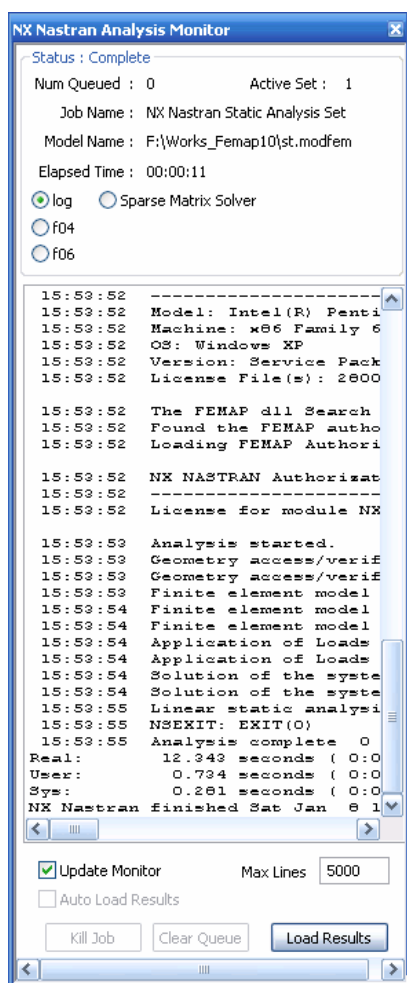 NX Nastran Analysis Monitor
Status : Complete
Num Queued : 0 Active Set : 1
Job Name : NX Nastran Static Analysis Set
Model Name : F:\Works_Femap10\st.modfem
Elapsed Time : 00:00:11
log Sparse Matrix Solver
f04
f06
15:53:52 -----------------------
15:53:52 Model: Intel(R) Penti
15:53:52 Machine: x86 Family 6
15:53:52 OS: Windows XP
15:53:52 Version: Service Pack
15:53:52 License File(s): 2800
15:53:52 The FEMAP dll Search
15:53:52 Found the FEMAP autho
15:53:52 Loading FEMAP Authori
15:53:52 NX NASTRAN Authorizat
15:53:52 -----------------------
15:53:52 License for module NX
15:53:53 Analysis started.
15:53:53 Geometry access/verif
15:53:53 Geometry access/verif
15:53:53 Finite element model
15:53:54 Finite element model
15:53:54 Finite element model
15:53:54 Application of Loads
15:53:54 Application of Loads
15:53:54 Solution of the syste
15:53:54 Solution of the syste
15:53:55 Linear static analysi
15:53:55 NSEXIT: EXIT(0)
15:53:55 Analysis complete 0
Real: 12.343 seconds ( 0:0
User: 0.734 seconds ( 0:0
Sys: 0.281 seconds ( 0:0
NX Nastran finished Sat Jan 8 1
Update Monitor Max Lines 5000
Auto Load Results
Kill Job Clear Queue Load Results